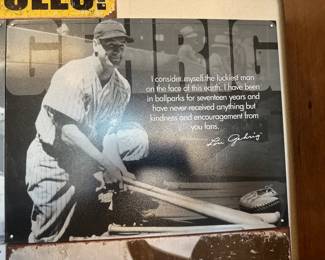 OLLO!
GEHRIG
I consider myself the luckiest man
on the face of this earth. I have been
in ballparks for seventeen years and
have never received anything but
kindness and encouragement from
you fans.
Lou Gehrig